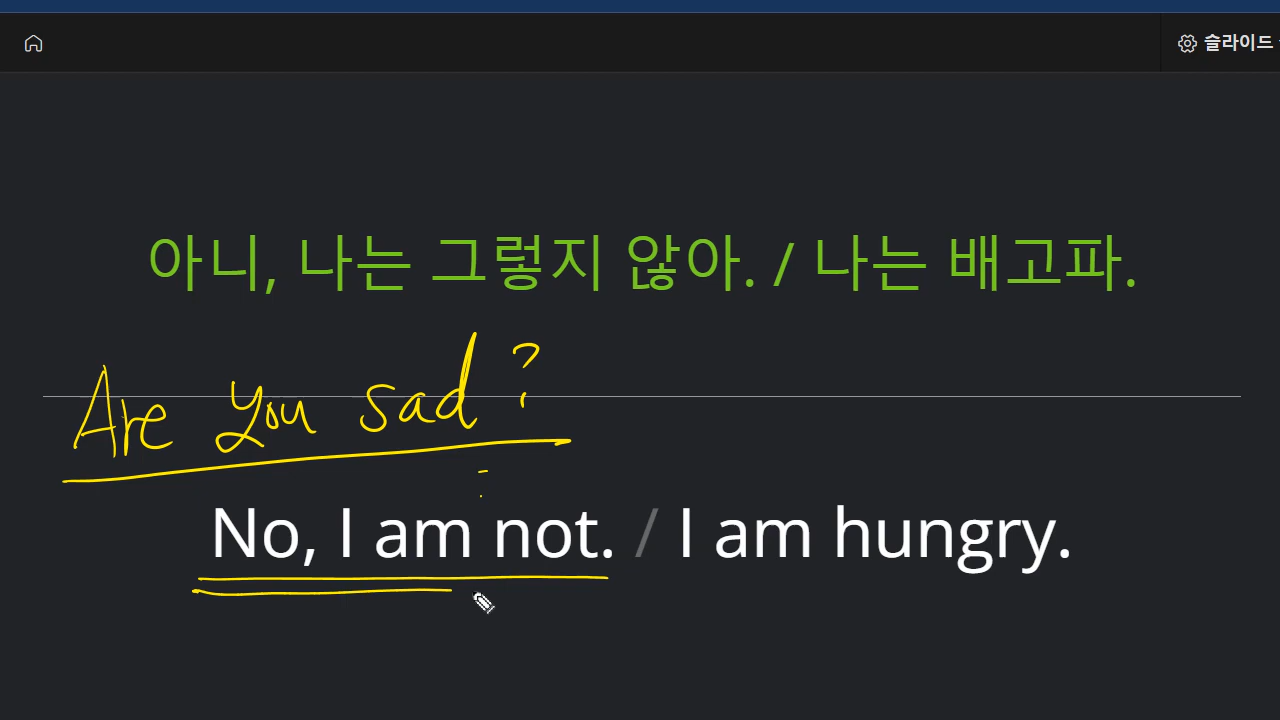 슬라이드
아니, 나는 그렇지 않아. / 나는 배고파.
Are you sad?
No, I am not. / I am hungry.